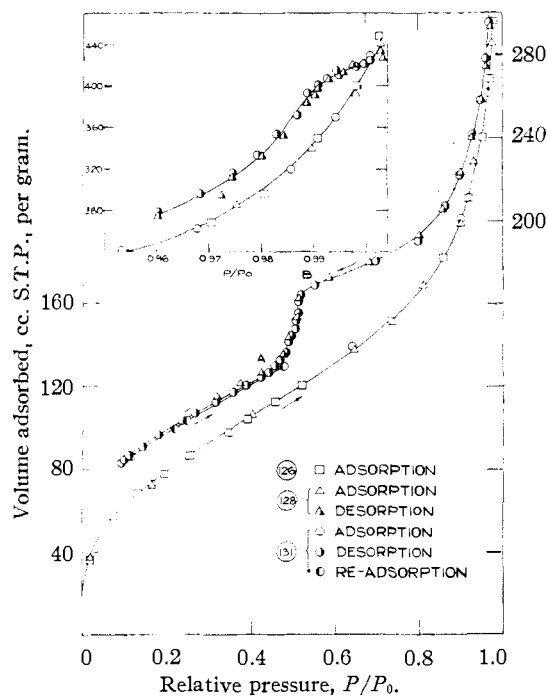 440
400
360
320
280
0.96 0.97 0.98 0.99
P/Po
B
280
240
200
160
120
80
40
A
Volume adsorbed, cc. S.T.P., per gram.
126 □ ADSORPTION
128 △ ADSORPTION
DESORPTION
131 ○ ADSORPTION
DESORPTION
RE-ADSORPTION
0 0.2 0.4 0.6 0.8 1.0
Relative pressure, P/P₀.